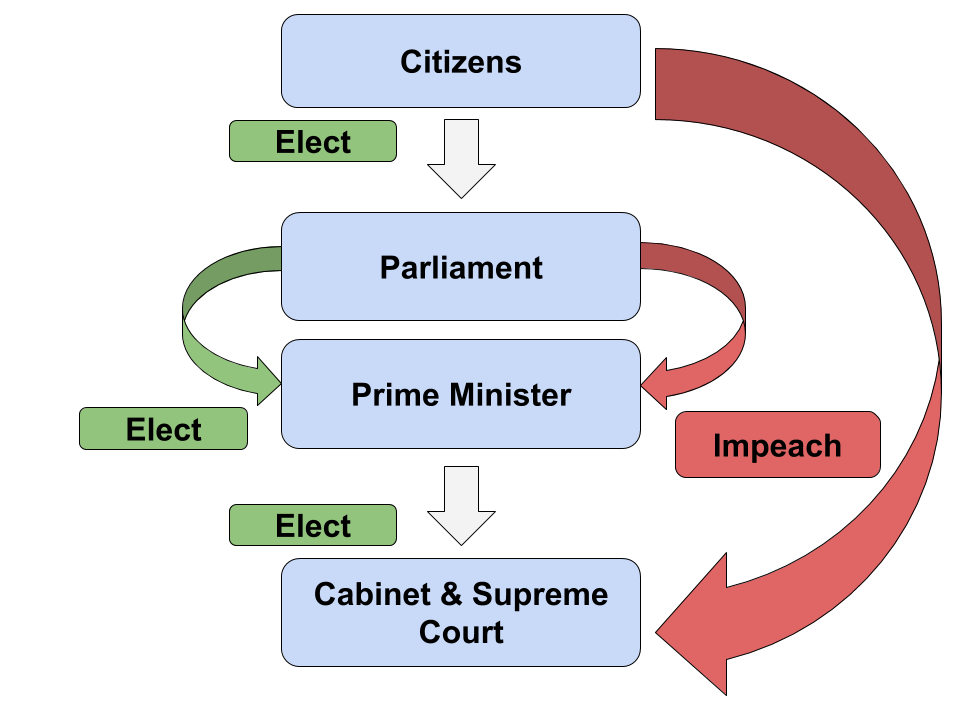 Citizens
Elect
Parliament
Prime Minister
Elect
Impeach
Elect
Cabinet & Supreme
Court